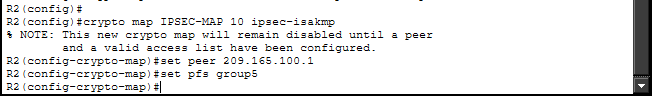 R2(config)#
R2(config)#crypto map IPSEC-MAP 10 ipsec-isakmp
% NOTE: This new crypto map will remain disabled until a peer
        and a valid access list have been configured.
R2(config-crypto-map)#set peer 209.165.100.1
R2(config-crypto-map)#set pfs group5
R2(config-crypto-map)#